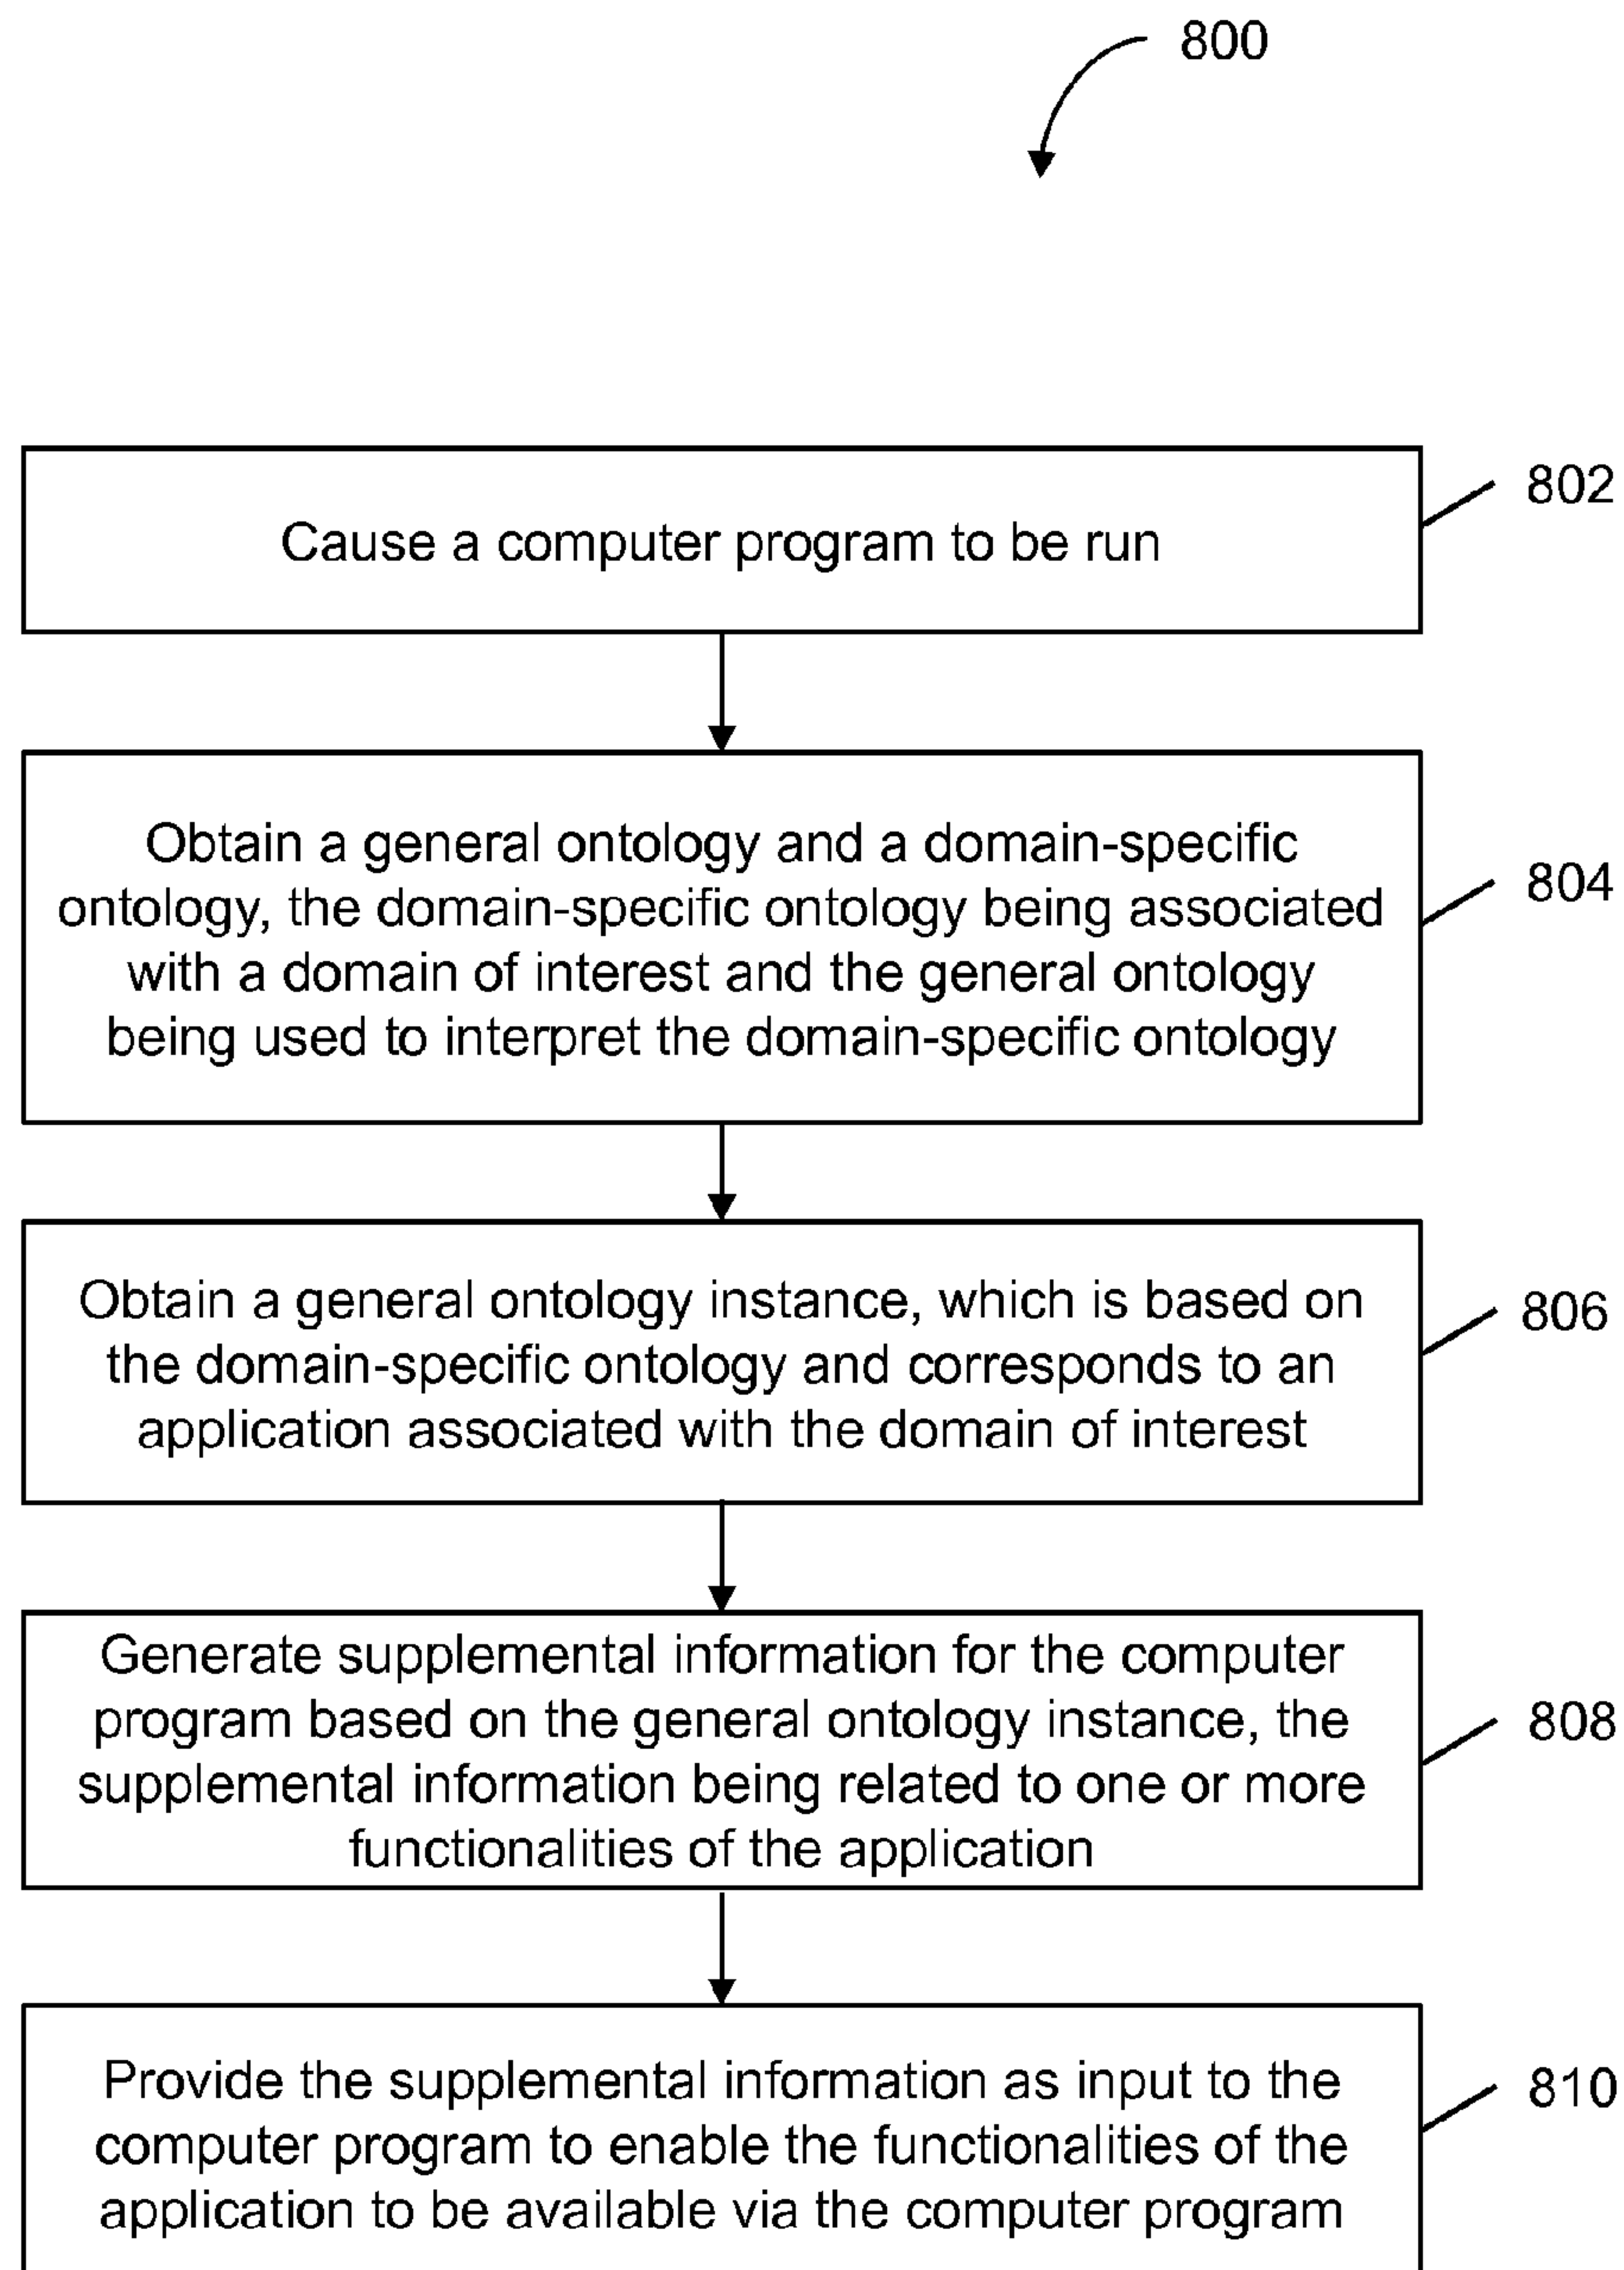 800
Cause a computer program to be run
802
Obtain a general ontology and a domain-specific
ontology, the domain-specific ontology being associated
with a domain of interest and the general ontology
being used to interpret the domain-specific ontology
804
Obtain a general ontology instance, which is based on
the domain-specific ontology and corresponds to an
application associated with the domain of interest
806
Generate supplemental information for the computer
program based on the general ontology instance, the
supplemental information being related to one or more
functionalities of the application
808
Provide the supplemental information as input to the
computer program to enable the functionalities of the
application to be available via the computer program
810